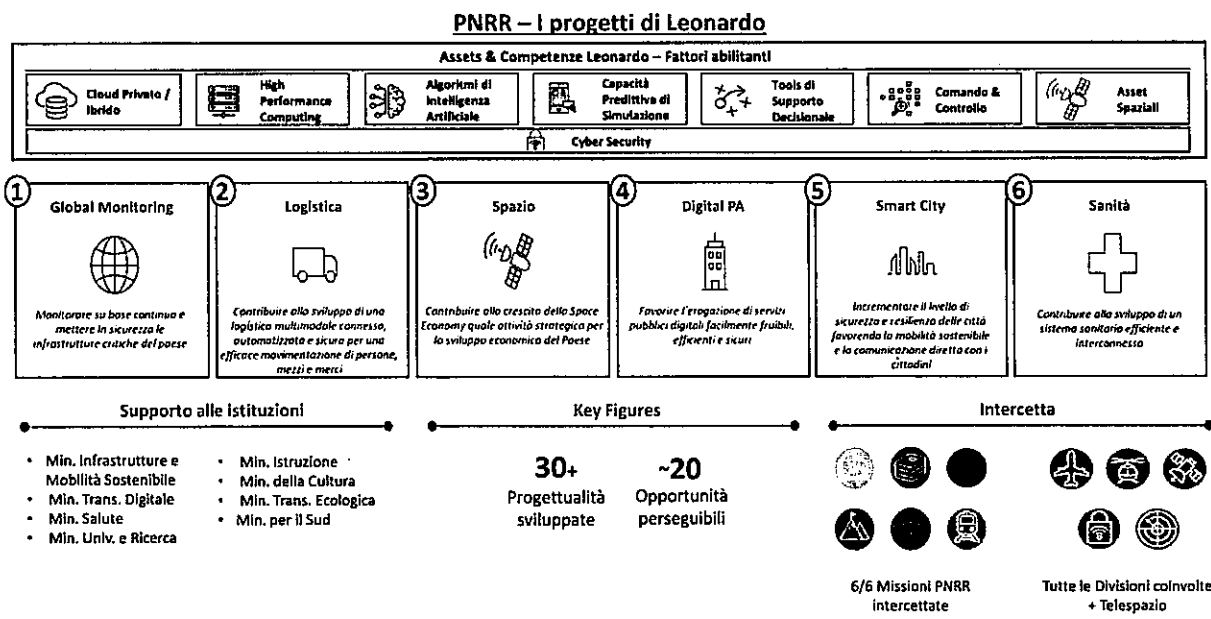 PNRR – I progetti di Leonardo
Assets & Competenze Leonardo – Fattori abilitanti
Cloud Privato /
Ibrido
High
Performance
Computing
Algoritmi di
Intelligenza
Artificiale
Capacità
Predittive di
Simulazione
Tools di
Supporto
Decisionale
Comando &
Controllo
Asset
Spaziali
Cyber Security
1
Global Monitoring
Monitorare su base continua e
mettere in sicurezza le
infrastrutture critiche del paese
2
Logistica
Contribuire allo sviluppo di una
logistica multimodale connessa,
automatizzata e sicura per una
efficace movimentazione di persone,
mezzi e merci
3
Spazio
Contribuire alla crescita della Space
Economy quale attività strategica per
lo sviluppo economico del Paese
4
Digital PA
Favorire l'erogazione di servizi
pubblici digitali facilmente fruibili,
efficienti e sicuri
5
Smart City
Incrementare il livello di
sicurezza e resilienza delle città
favorendo la mobilità sostenibile
e la comunicazione diretta con i
cittadini
6
Sanità
Contribuire allo sviluppo di un
sistema sanitario efficiente e
interconnesso
Supporto alle istituzioni
• Min. Infrastrutture e
Mobilità Sostenibile
• Min. Trans. Digitale
• Min. Salute
• Min. Univ. e Ricerca
• Min. Istruzione
• Min. della Cultura
• Min. Trans. Ecologica
• Min. per il Sud
Key Figures
30+
Progettualità
sviluppate
~20
Opportunità
perseguibili
Intercetta
6/6 Missioni PNRR
intercettate
Tutte le Divisioni coinvolte
+ Telespazio